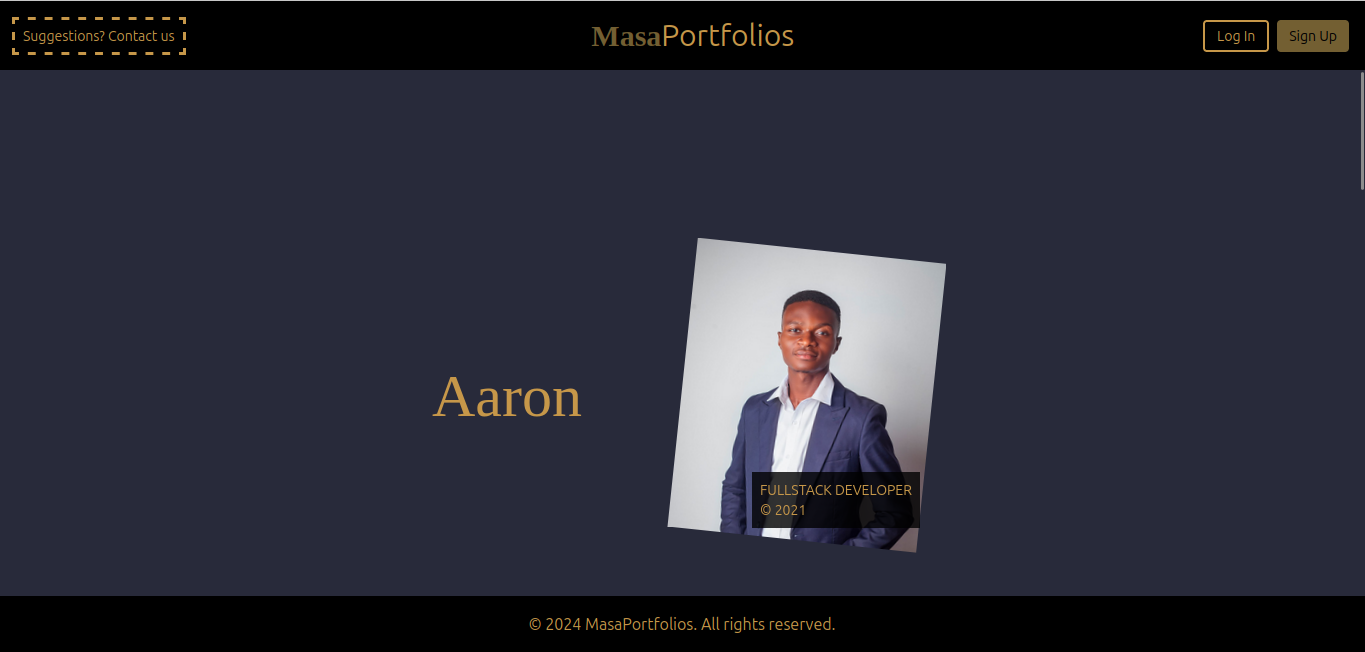 Suggestions? Contact us
MasaPortfolios
Log In
Sign Up
Aaron
FULLSTACK DEVELOPER
© 2021
© 2024 MasaPortfolios. All rights reserved.